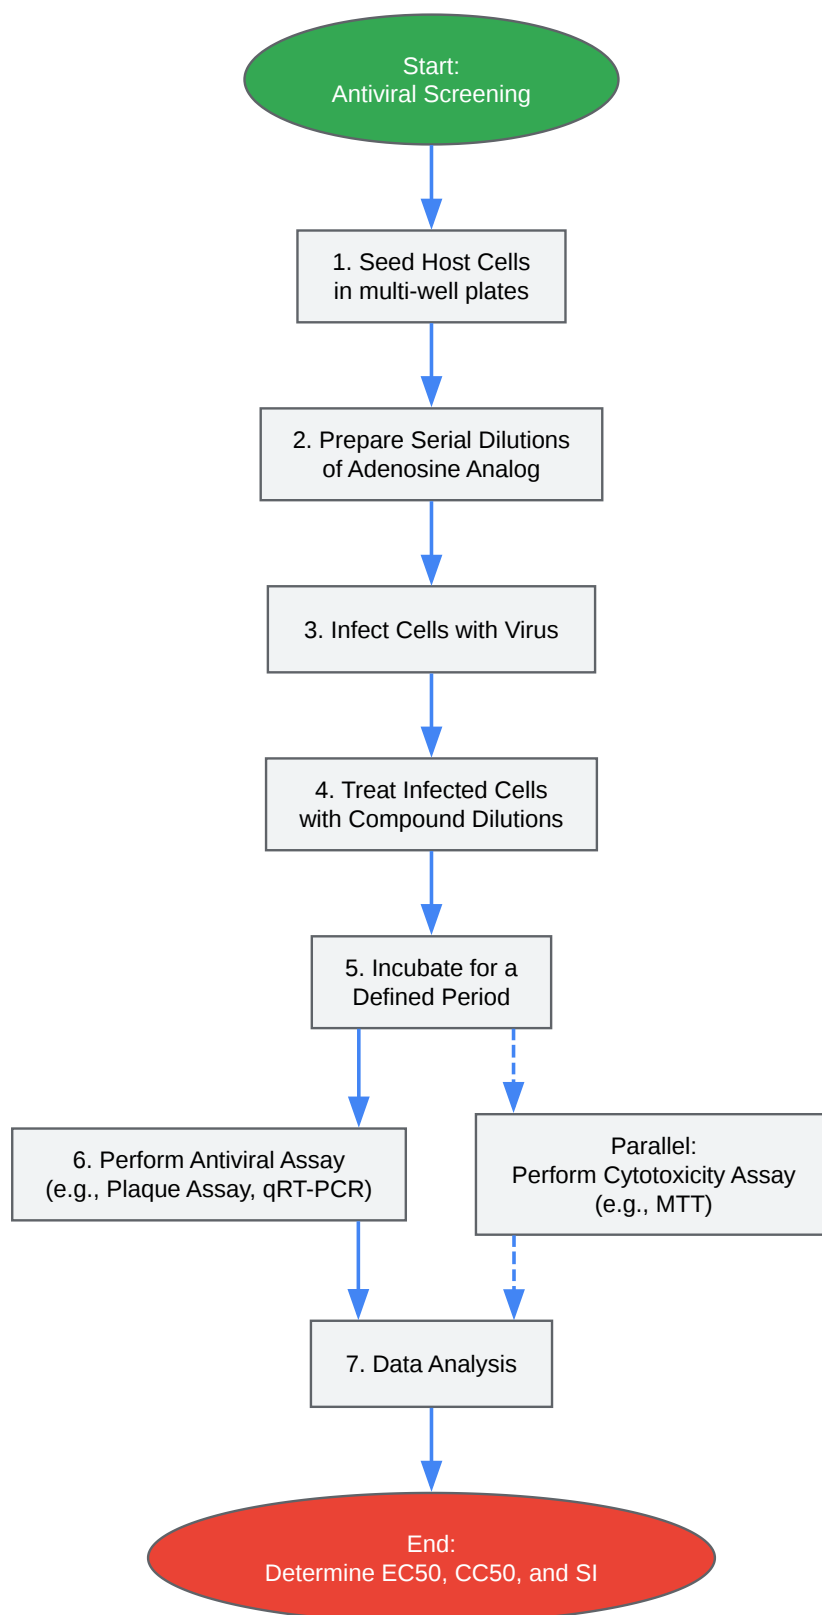 Start:
Antiviral Screening
1. Seed Host Cells
in multi-well plates
2. Prepare Serial Dilutions
of Adenosine Analog
3. Infect Cells with Virus
4. Treat Infected Cells
with Compound Dilutions
5. Incubate for a
Defined Period
6. Perform Antiviral Assay
(e.g., Plaque Assay, qRT-PCR)
Parallel:
Perform Cytotoxicity Assay
(e.g., MTT)
7. Data Analysis
End:
Determine EC50, CC50, and SI